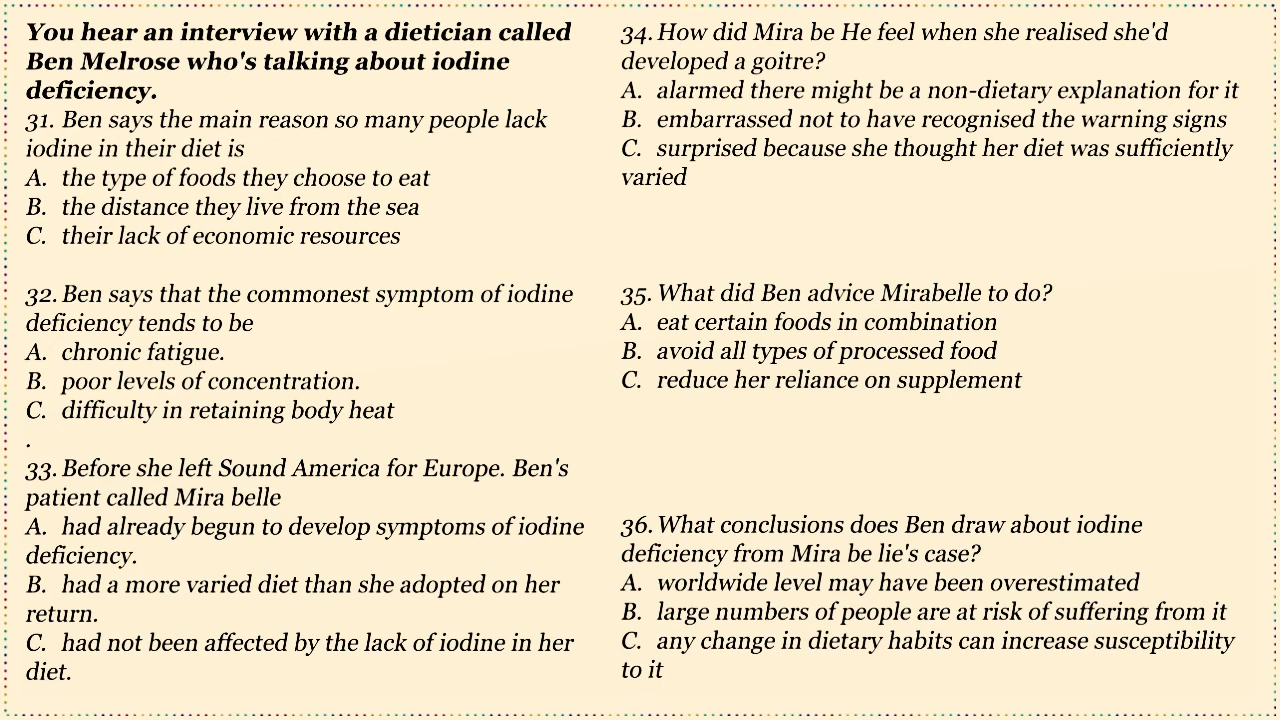 You hear an interview with a dietician called
Ben Melrose who's talking about iodine
deficiency.
31. Ben says the main reason so many people lack
iodine in their diet is
A. the type of foods they choose to eat
B. the distance they live from the sea
C. their lack of economic resources
32. Ben says that the commonest symptom of iodine
deficiency tends to be
A. chronic fatigue.
B. poor levels of concentration.
C. difficulty in retaining body heat
.
33. Before she left Sound America for Europe. Ben's
patient called Mira belle
A. had already begun to develop symptoms of iodine
deficiency.
B. had a more varied diet than she adopted on her
return.
C. had not been affected by the lack of iodine in her
diet.
34. How did Mira be He feel when she realised she'd
developed a goitre?
A. alarmed there might be a non-dietary explanation for it
B. embarrassed not to have recognised the warning signs
C. surprised because she thought her diet was sufficiently
varied
35. What did Ben advice Mirabelle to do?
A. eat certain foods in combination
B. avoid all types of processed food
C. reduce her reliance on supplement
36. What conclusions does Ben draw about iodine
deficiency from Mira be lie's case?
A. worldwide level may have been overestimated
B. large numbers of people are at risk of suffering from it
C. any change in dietary habits can increase susceptibility
to it